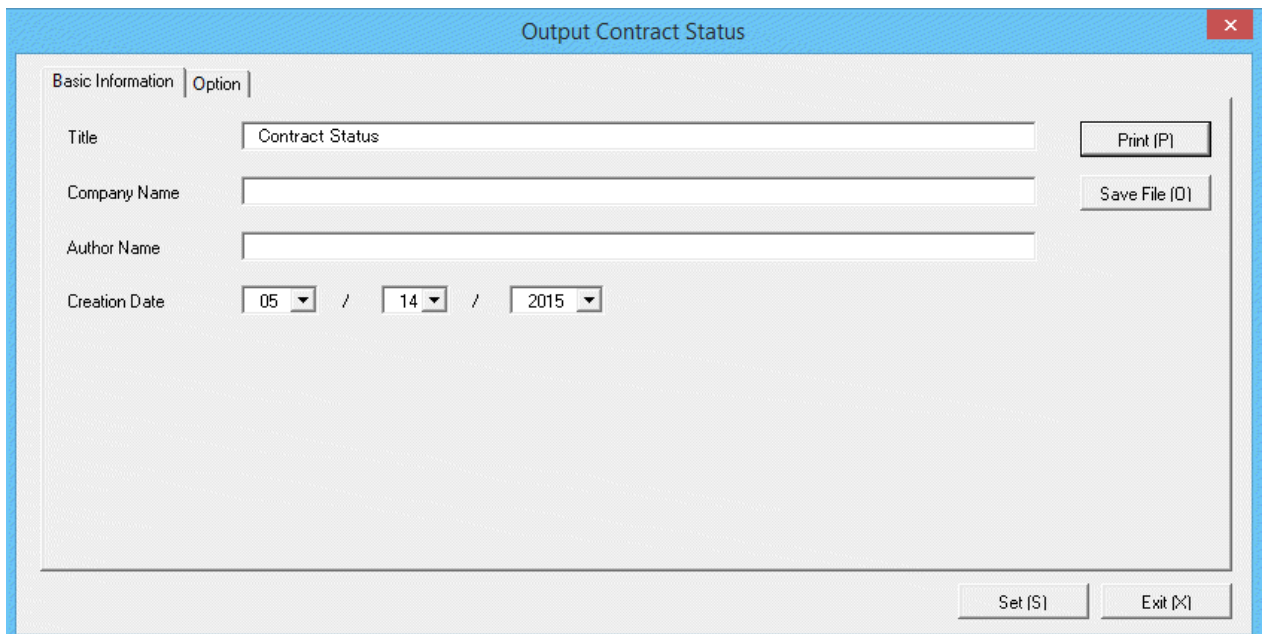 Output Contract Status
Basic Information Option
Title Contract Status Print (P)
Company Name Save File (O)
Author Name
Creation Date 05 / 14 / 2015
Set (S) Exit (X)